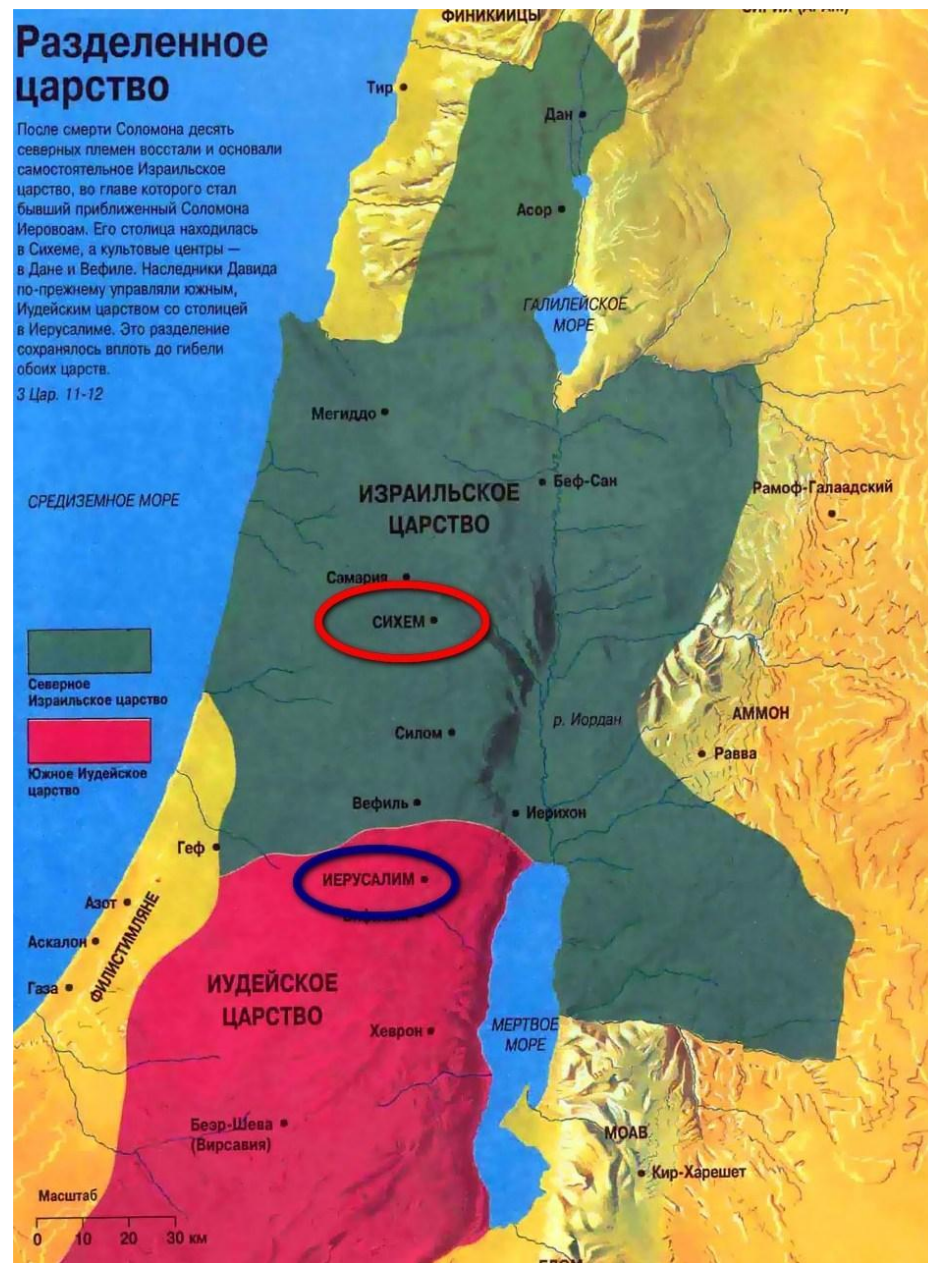 ФИНИКИЙЦЫ
Разделенное
царство
После смерти Соломона десять
северных племен восстали и основали
самостоятельное Израильское
царство, во главе которого стал
бывший приближенный Соломона
Иеровоам. Его столица находилась
в Сихеме, а культовые центры —
в Дане и Вефиле. Наследники Давида
по-прежнему управляли южным,
Иудейским царством со столицей
в Иерусалиме. Это разделение
сохранялось вплоть до гибели
обоих царств.
3 Цар. 11-12
Тир
Дан
Асор
ГАЛИЛЕЙСКОЕ
МОРЕ
Мегиддо
Беф-Сан
ИЗРАИЛЬСКОЕ
ЦАРСТВО
Рамоф-Галаадский
СРЕДИЗЕМНОЕ МОРЕ
Самария
СИХЕМ
Северное
Израильское царство
Южное Иудейское
царство
р. Иордан
АММОН
Равва
Силом
Вефиль
Иерихон
Геф
ИЕРУСАЛИМ
Азот
Аскалон
Газа
ФИЛИСТИМЛЯНЕ
ИУДЕЙСКОЕ
ЦАРСТВО
Хеврон
МЕРТВОЕ
МОРЕ
Беэр-Шева
(Вирсавия)
МОАВ
Кир-Харешет
Масштаб
0 10 20 30 км